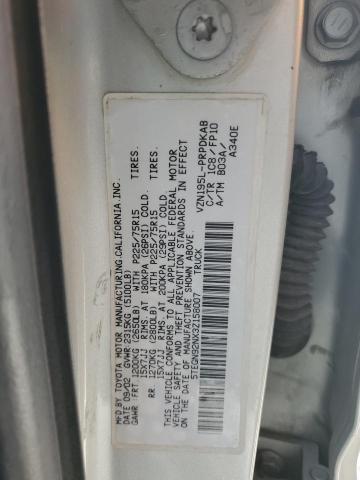 MFD. BY TOYOTA MOTOR MANUFACTURING, CALIFORNIA, INC.
DATE 09/02 GVWR 2313KG (5100LB)
GAWR: FRT 1200KG (2650LB) WITH P225/75R15 TIRES.
15X7JJ RIMS. AT 180KPA (26PSI) COLD.
RR. 1270KG (2800LB) WITH P225/75R15 TIRES.
15X7JJ RIMS. AT 200KPA (29PSI) COLD.
THIS VEHICLE CONFORMS TO ALL APPLICABLE FEDERAL MOTOR
VEHICLE SAFETY AND THEFT PREVENTION STANDARDS IN EFFECT
ON THE DATE OF MANUFACTURE SHOWN ABOVE.
5TEGN92NX3Z158007 TRUCK
VZN195L-PRPDKAB
C/TR 1C8/FP10
A/TM B03A/
A340E